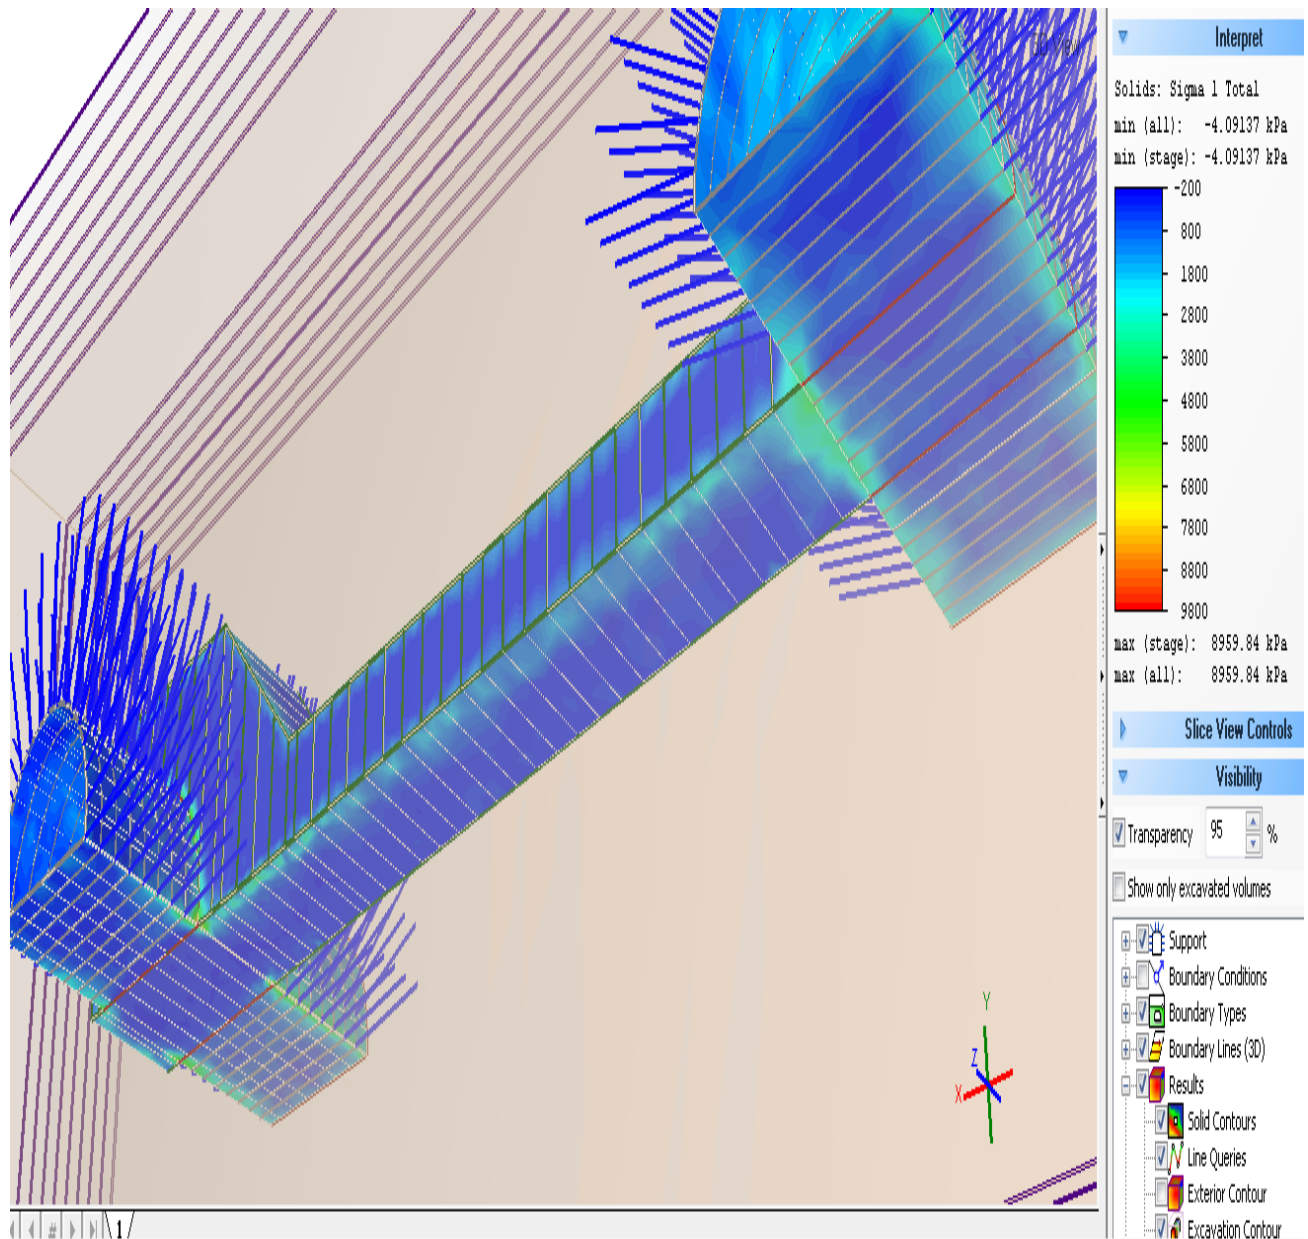 3D View
Interpret
Solids: Sigma 1 Total
min (all): -4.09137 kPa
min (stage): -4.09137 kPa
-200
800
1800
2800
3800
4800
5800
6800
7800
8800
9800
max (stage): 8959.84 kPa
max (all): 8959.84 kPa
Slice View Controls
Visibility
Transparency 95 %
Show only excavated volumes
Support
Boundary Conditions
Boundary Types
Boundary Lines (3D)
Results
Solid Contours
Line Queries
Exterior Contour
Excavation Contour
Y
Z
X
# 1